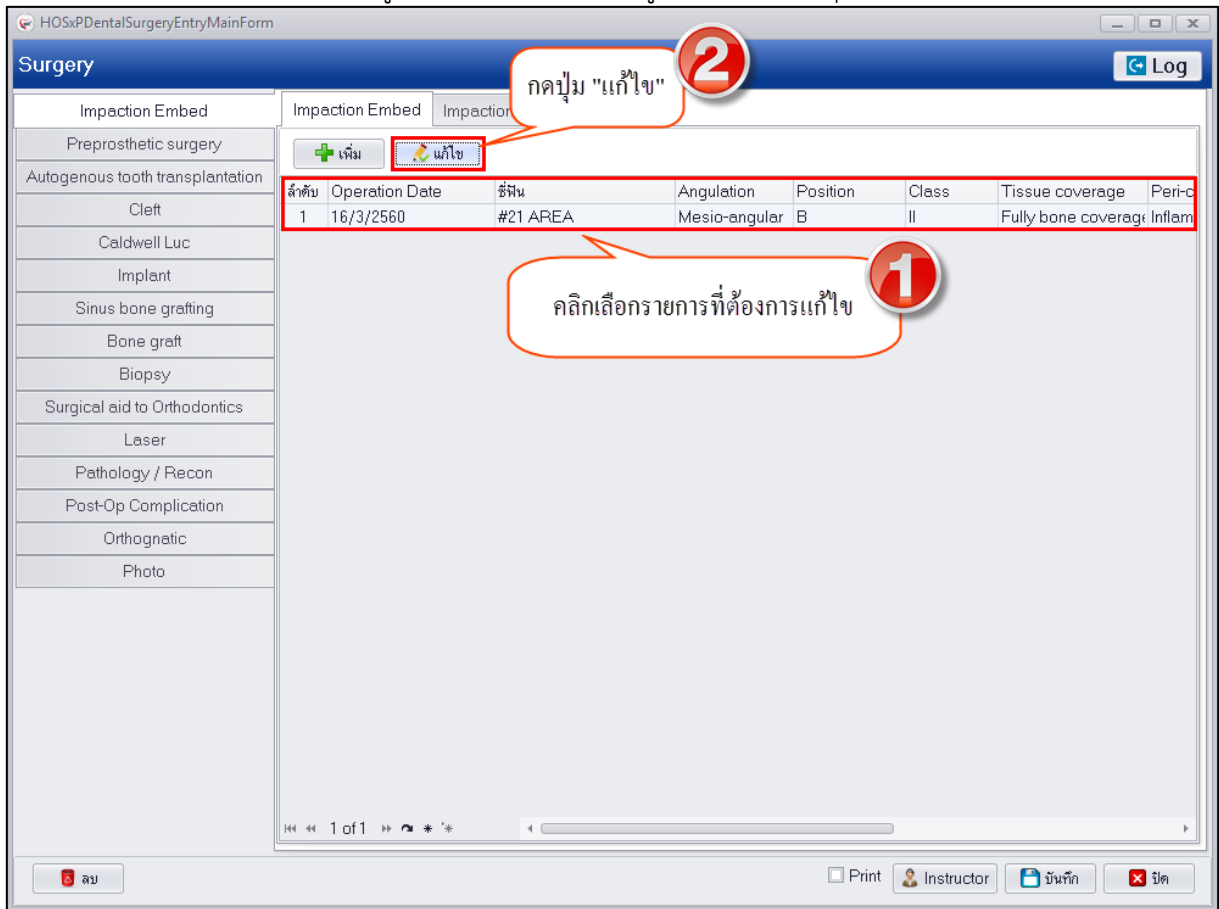 HOSxPDentalSurgeryEntryMainForm
Surgery
Log
กดปุ่ม "แก้ไข"
2
Impaction Embed
Preprosthetic surgery
Autogenous tooth transplantation
Cleft
Caldwell Luc
Implant
Sinus bone grafting
Bone graft
Biopsy
Surgical aid to Orthodontics
Laser
Pathology / Recon
Post-Op Complication
Orthognatic
Photo
Impaction Embed Impaction
เพิ่ม แก้ไข
ลำดับ Operation Date ซี่ฟัน Angulation Position Class Tissue coverage Peri-c
1 16/3/2560 #21 AREA Mesio-angular B II Fully bone coverage Inflam
1
คลิกเลือกรายการที่ต้องการแก้ไข
1 of 1
ลบ Print Instructor บันทึก ปิด